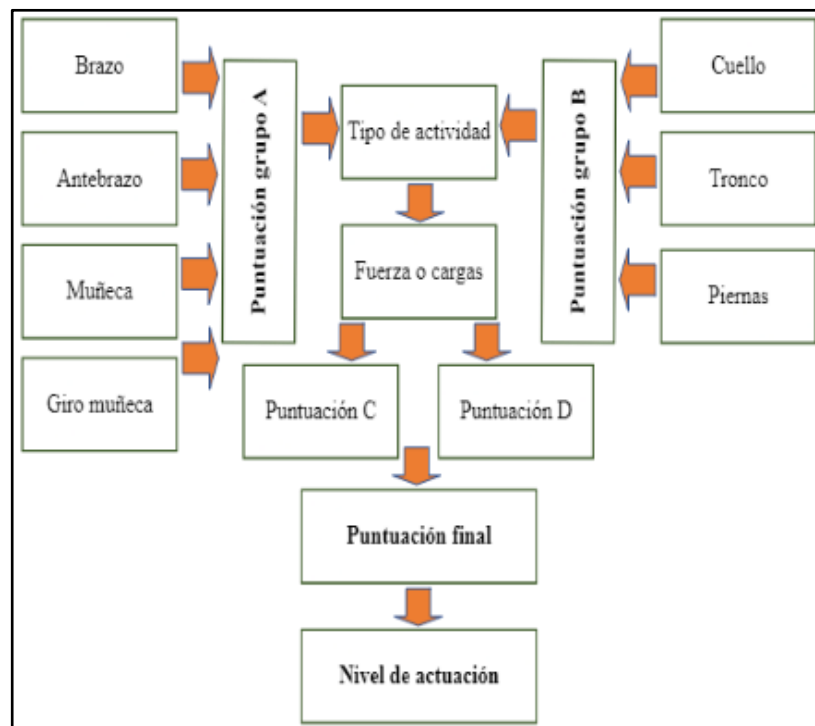 Brazo
Antebrazo
Muñeca
Giro muñeca
Puntuación grupo A
Tipo de actividad
Fuerza o cargas
Puntuación C
Puntuación D
Puntuación final
Nivel de actuación
Puntuación grupo B
Cuello
Tronco
Piernas